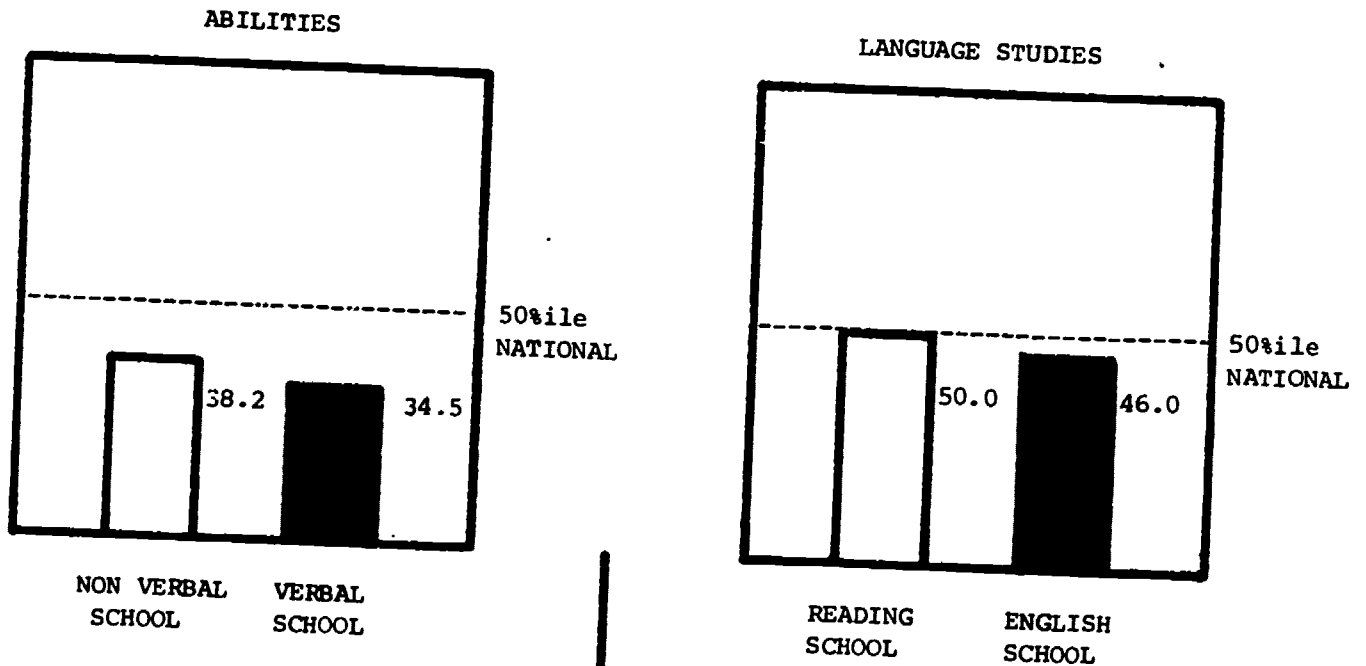 ABILITIES
50%ile
NATIONAL
38.2
34.5
NON VERBAL
SCHOOL
VERBAL
SCHOOL
LANGUAGE STUDIES
50%ile
NATIONAL
50.0
46.0
READING
SCHOOL
ENGLISH
SCHOOL